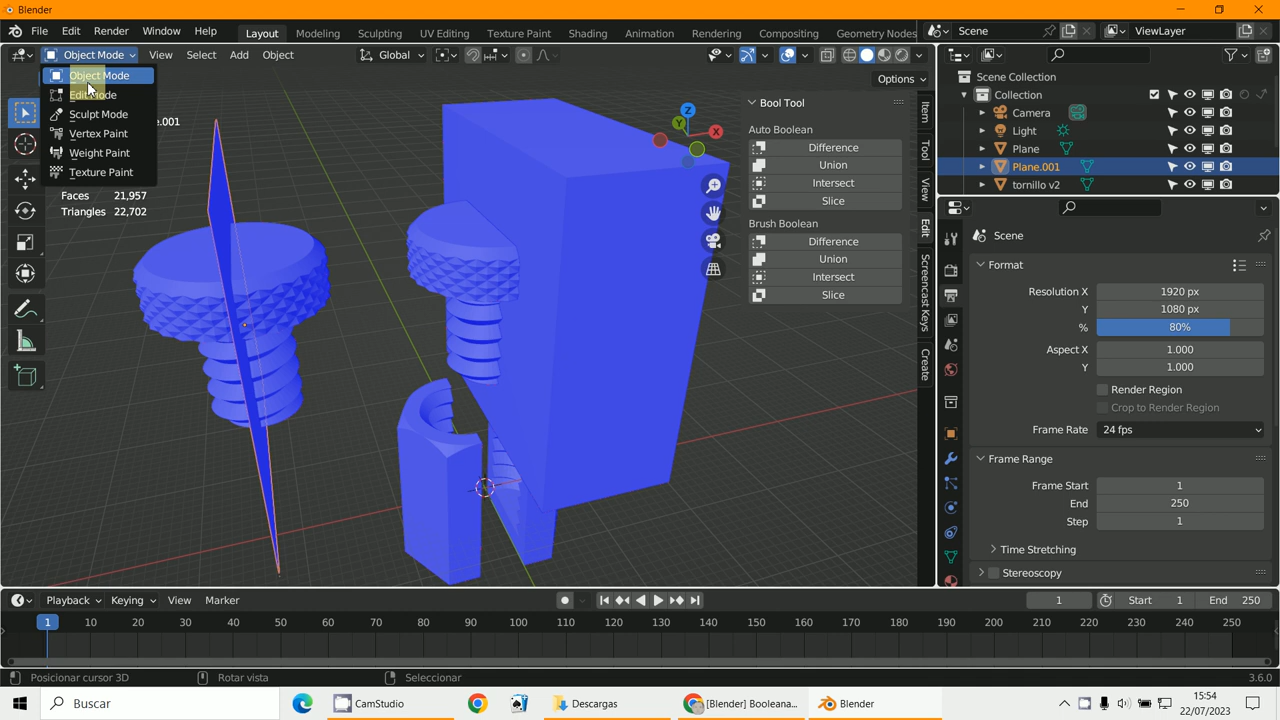 Blender
File Edit Render Window Help Layout Modeling Sculpting UV Editing Texture Paint Shading Animation Rendering Compositing Geometry Nodes Scene ViewLayer
Object Mode View Select Add Object Global
Options
Object Mode
Edit Mode
Sculpt Mode
Vertex Paint
Weight Paint
Texture Paint
.001
Faces 21,957
Triangles 22,702
Z
Y
X
Bool Tool
Auto Boolean
Difference
Union
Intersect
Slice
Brush Boolean
Difference
Union
Intersect
Slice
Item
Tool
View
Edit
Screencast Keys
Create
Scene Collection
Collection
Camera
Light
Plane
Plane.001
tornillo v2
Scene
Format
Resolution X 1920 px
Y 1080 px
% 80%
Aspect X 1.000
Y 1.000
Render Region
Crop to Render Region
Frame Rate 24 fps
Frame Range
Frame Start 1
End 250
Step 1
Time Stretching
Stereoscopy
Playback Keying View Marker 1 Start 1 End 250
1 10 20 30 40 50 60 70 80 90 100 110 120 130 140 150 160 170 180 190 200 210 220 230 240 250
Posicionar cursor 3D Rotar vista Seleccionar 3.6.0
Buscar CamStudio Descargas [Blender] Booleana... Blender
15:54
22/07/2023